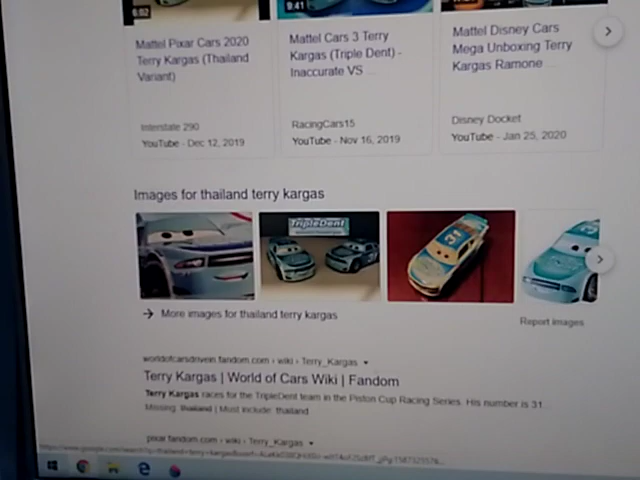 6:02
9:41
Mattel Pixar Cars 2020
Terry Kargas (Thailand
Variant)
Interstate 290
YouTube - Dec 12, 2019
Mattel Cars 3 Terry
Kargas (Triple Dent) -
Inaccurate VS ...
RacingCars15
YouTube - Nov 16, 2019
Mattel Disney Cars
Mega Unboxing Terry
Kargas Ramone ...
Disney Docket
YouTube - Jan 25, 2020
Images for thailand terry kargas
TripleDent
31
→ More images for thailand terry kargas
Report images
worldofcarsdrivein.fandom.com › wiki › Terry_Kargas
Terry Kargas | World of Cars Wiki | Fandom
Terry Kargas races for the TripleDent team in the Piston Cup Racing Series. His number is 31.
Missing: thailand | Must include: thailand
pixar.fandom.com › wiki › Terry_Kargas